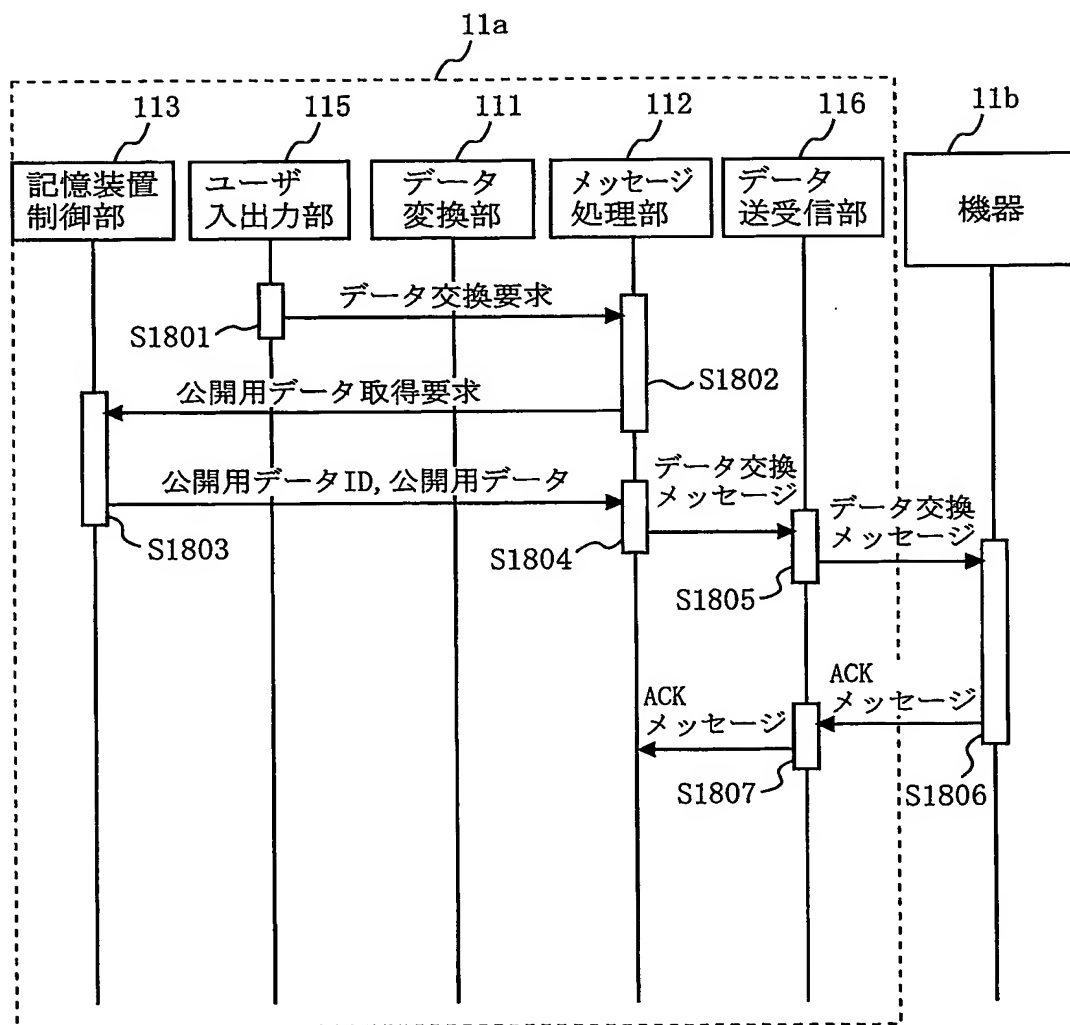 11a
113
115
111
112
116
11b
記憶装置
制御部
ユーザ
入出力部
データ
変換部
メッセージ
処理部
データ
送受信部
機器
データ交換要求
S1801
S1802
公開用データ取得要求
公開用データID,公開用データ
S1803
データ交換
メッセージ
S1804
データ交換
メッセージ
S1805
ACK
メッセージ
S1806
ACK
メッセージ
S1807